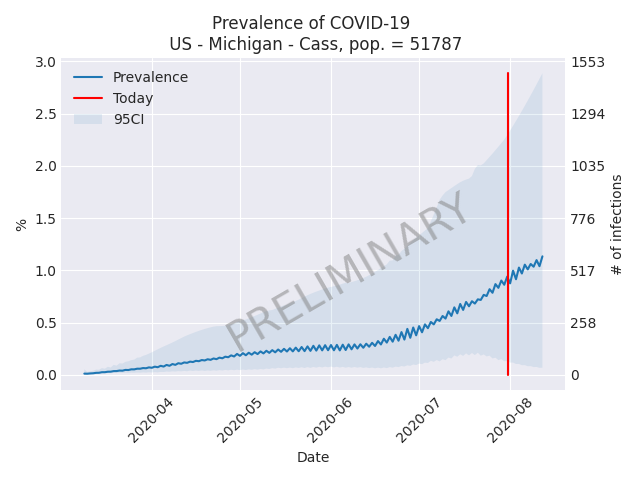 Prevalence of COVID-19
US - Michigan - Cass, pop. = 51787
Prevalence
Today
95CI
3.0
2.5
2.0
1.5
1.0
0.5
0.0
%
1553
1294
1035
776
517
258
0
# of infections
PRELIMINARY
2020-04
2020-05
2020-06
2020-07
2020-08
Date